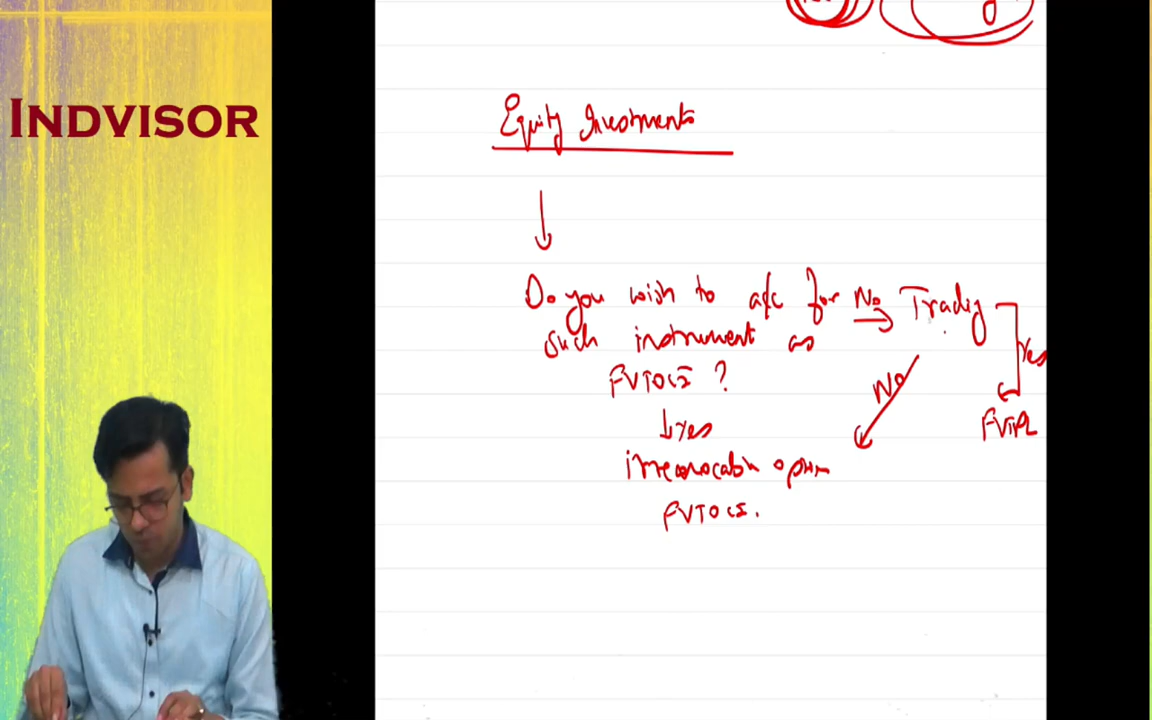 INDVISOR
Equity Investments
Do you wish to a/c for No Trading
such instrument as Yes
FVTOCI ? No
Yes FVTPL
irrevocable option
FVTOCI.